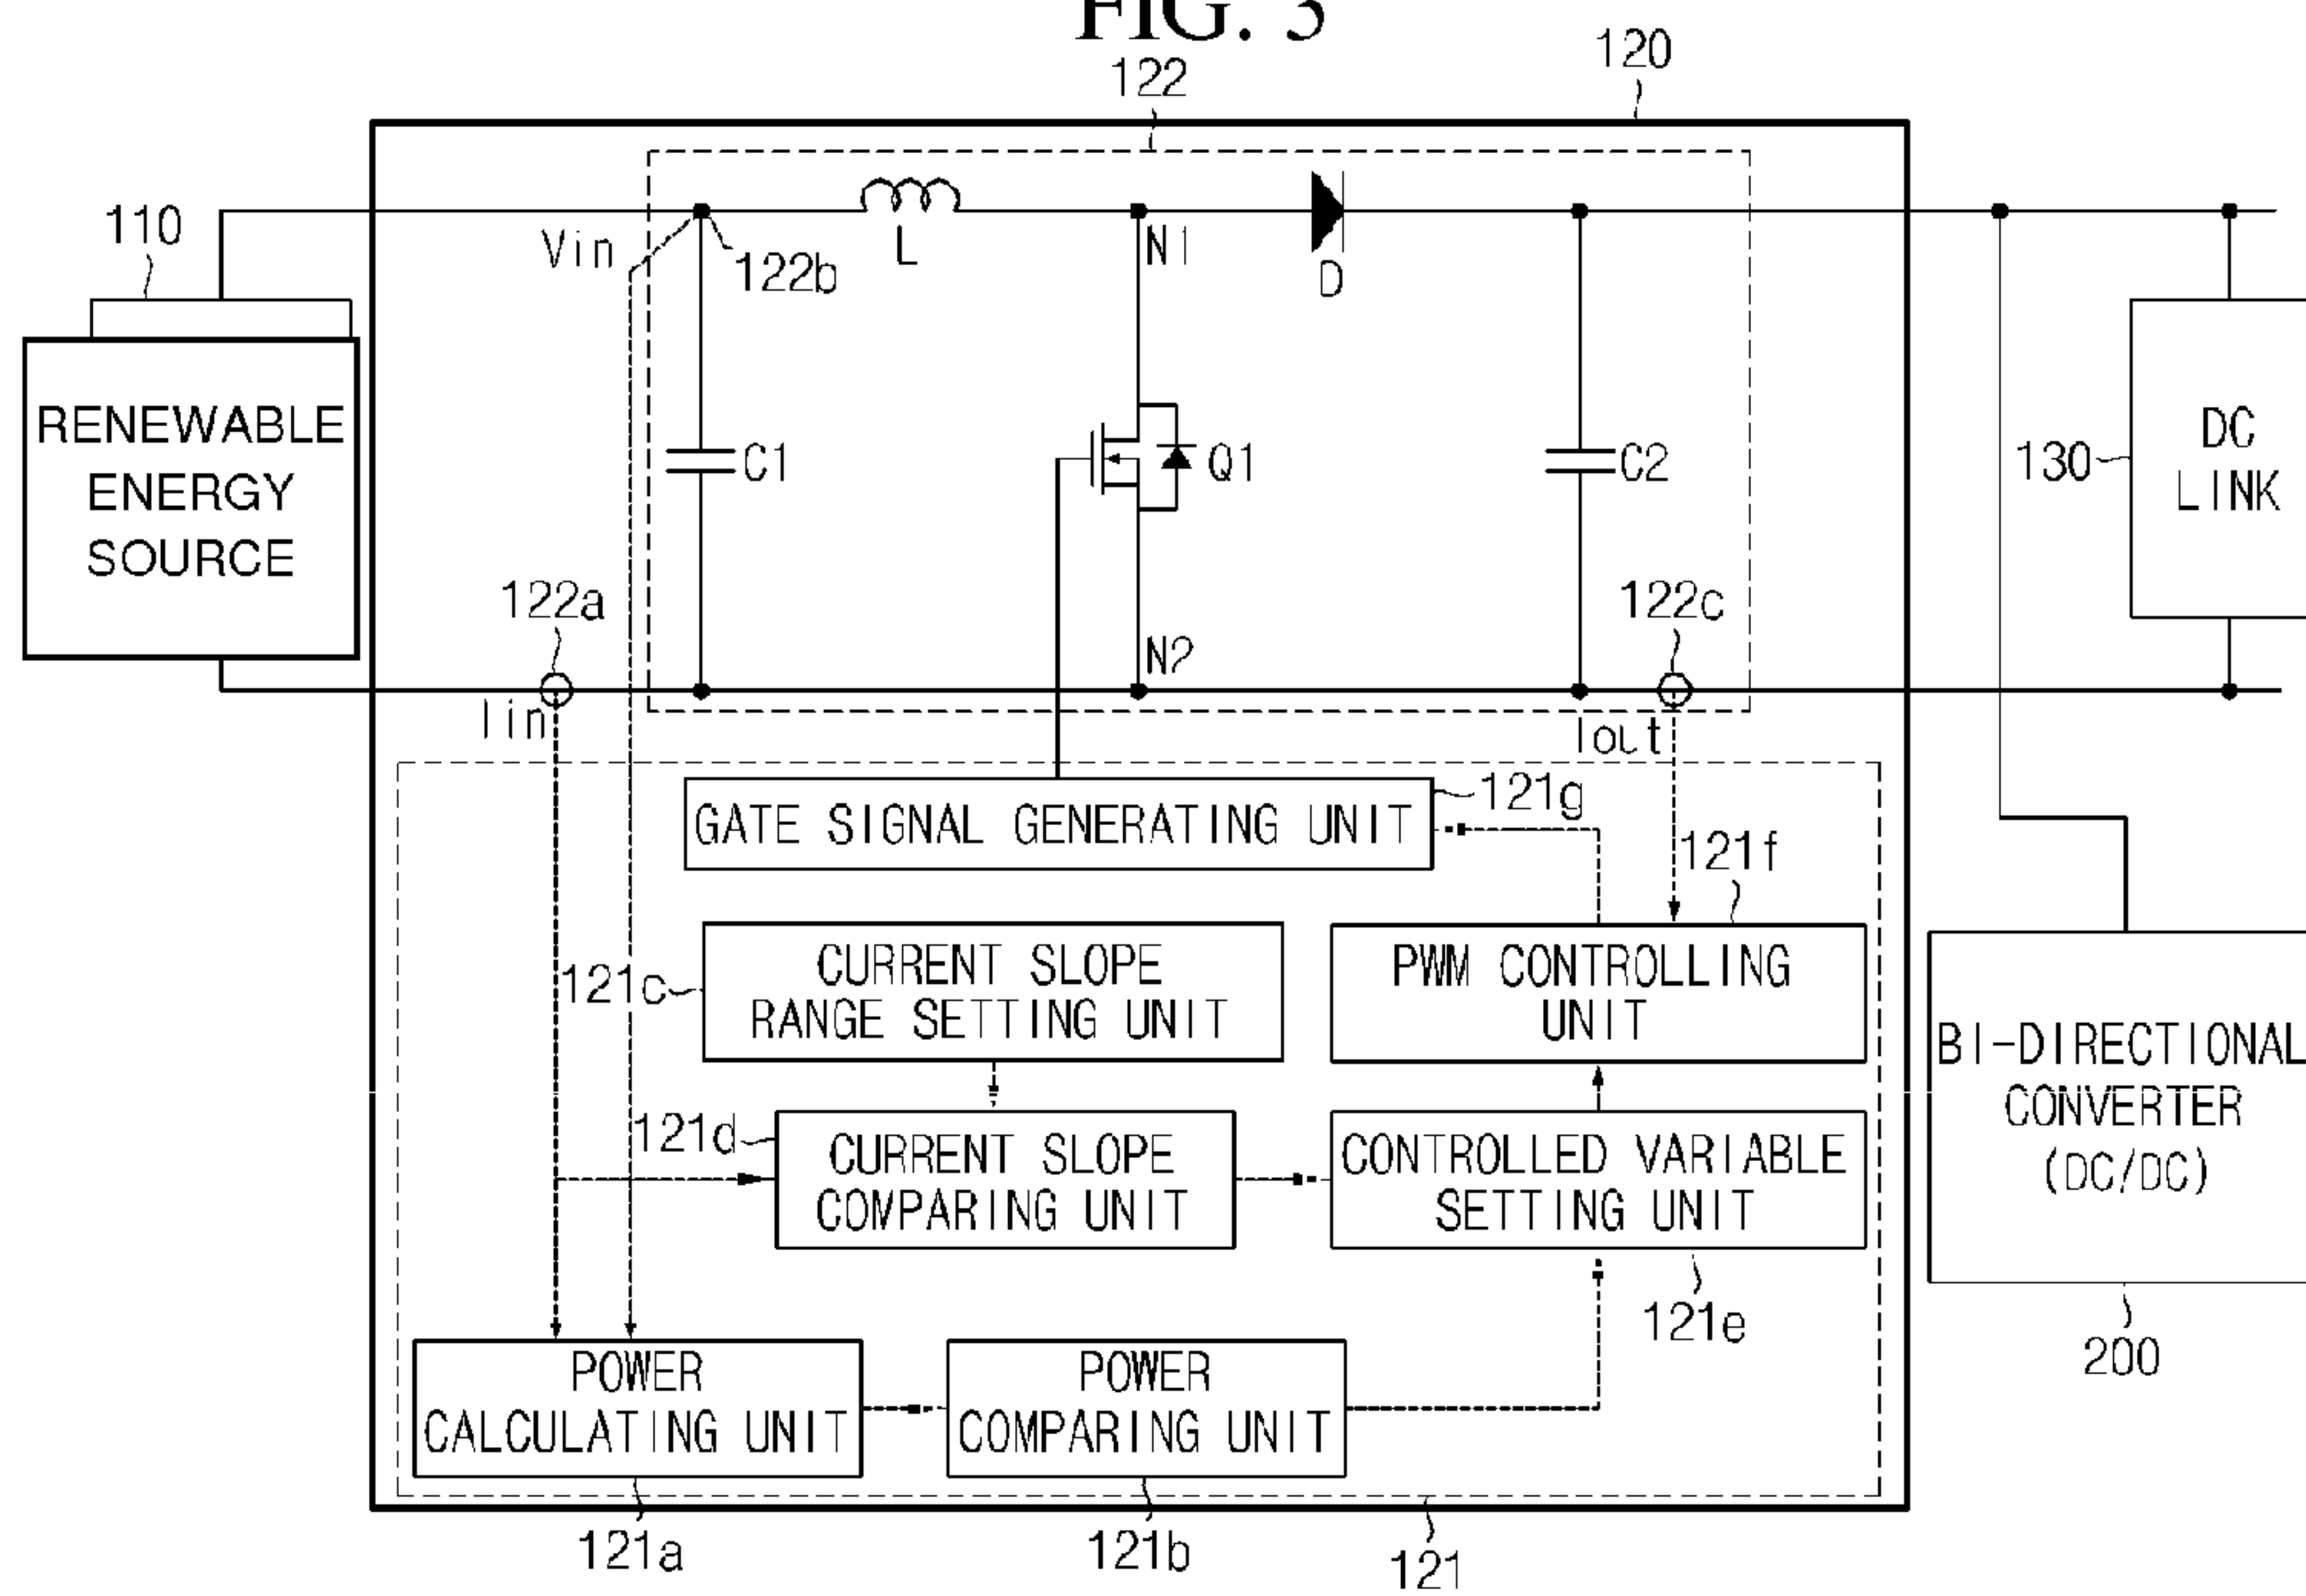 FIG. 3
122
120
110
Vin
122b
L
N1
D
RENEWABLE
ENERGY
SOURCE
C1
Q1
C2
130
DC
LINK
122a
122c
N2
Iin
Iout
GATE SIGNAL GENERATING UNIT
121g
121f
121c
CURRENT SLOPE
RANGE SETTING UNIT
PWM CONTROLLING
UNIT
BI-DIRECTIONAL
CONVERTER
(DC/DC)
121d
CURRENT SLOPE
COMPARING UNIT
CONTROLLED VARIABLE
SETTING UNIT
121e
200
POWER
CALCULATING UNIT
POWER
COMPARING UNIT
121a
121b
121